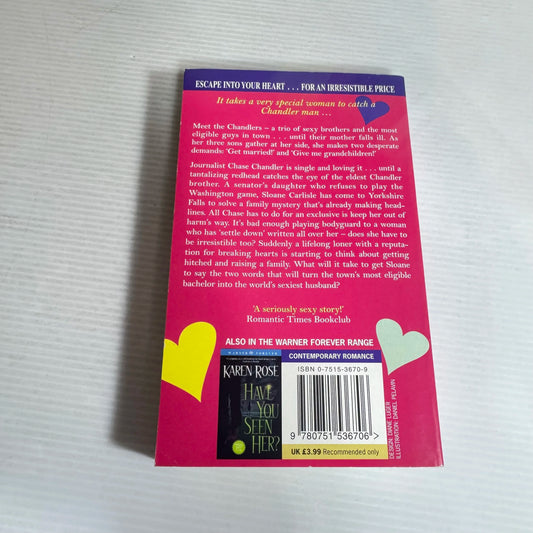 ESCAPE INTO YOUR HEART . . . FOR AN IRRESISTIBLE PRICE
It takes a very special woman to catch a
Chandler man . . .
Meet the Chandlers – a trio of sexy brothers and the most
eligible guys in town . . . until their mother falls ill. As
her three sons gather at her side, she makes two desperate
demands: 'Get married!' and 'Give me grandchildren!'
Journalist Chase Chandler is single and loving it . . . until a
tantalizing redhead catches the eye of the eldest Chandler
brother. A senator's daughter who refuses to play the
Washington game, Sloane Carlisle has come to Yorkshire
Falls to solve a family mystery that's already making head-
lines. All Chase has to do for an exclusive is keep her out of
harm's way. It's bad enough playing bodyguard to a woman
who has 'settle down' written all over her – does she have to
be irresistible too? Suddenly a lifelong loner with a reputa-
tion for breaking hearts is starting to think about getting
hitched and raising a family. What will it take to get Sloane
to say the two words that will turn the town's most eligible
bachelor into the world's sexiest husband?
'A seriously sexy story!'
Romantic Times Bookclub
ALSO IN THE WARNER FOREVER RANGE
WARNER FOREVER
KAREN ROSE
HAVE
YOU
SEEN
HER?
CONTEMPORARY ROMANCE
ISBN 0-7515-3670-9
9 780751 536706 >
UK £3.99 Recommended only
DESIGN: DIANE LUGER
ILLUSTRATION: DANIEL PELAVIN